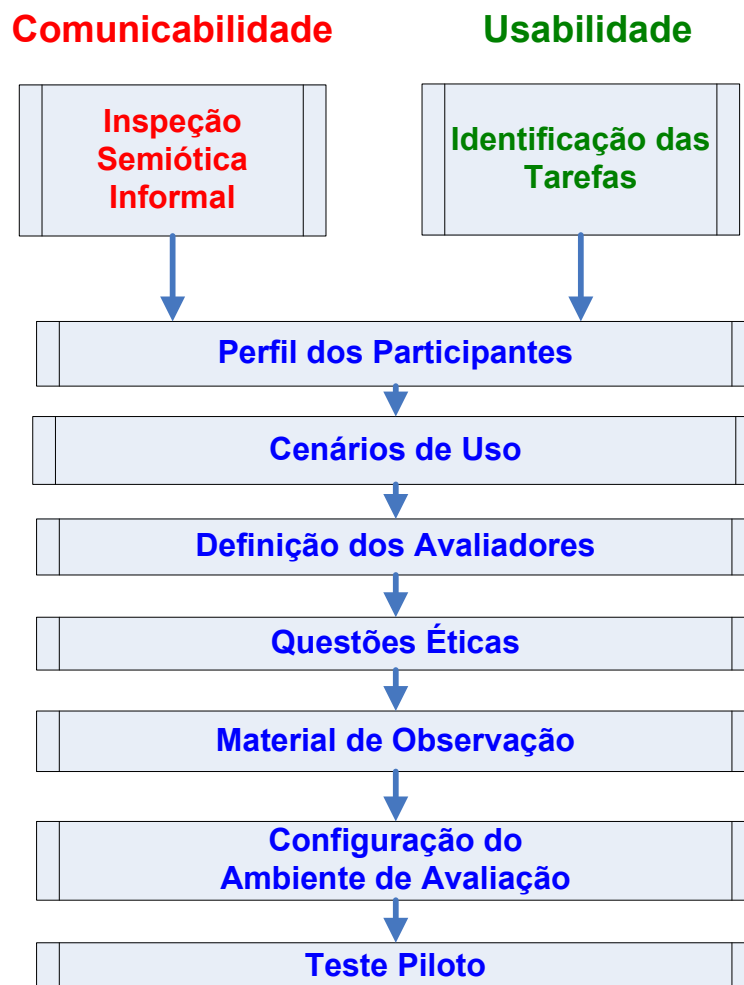 Comunicabilidade
Usabilidade
Inspeção
Semiótica
Informal
Identificação das
Tarefas
Perfil dos Participantes
Cenários de Uso
Definição dos Avaliadores
Questões Éticas
Material de Observação
Configuração do
Ambiente de Avaliação
Teste Piloto